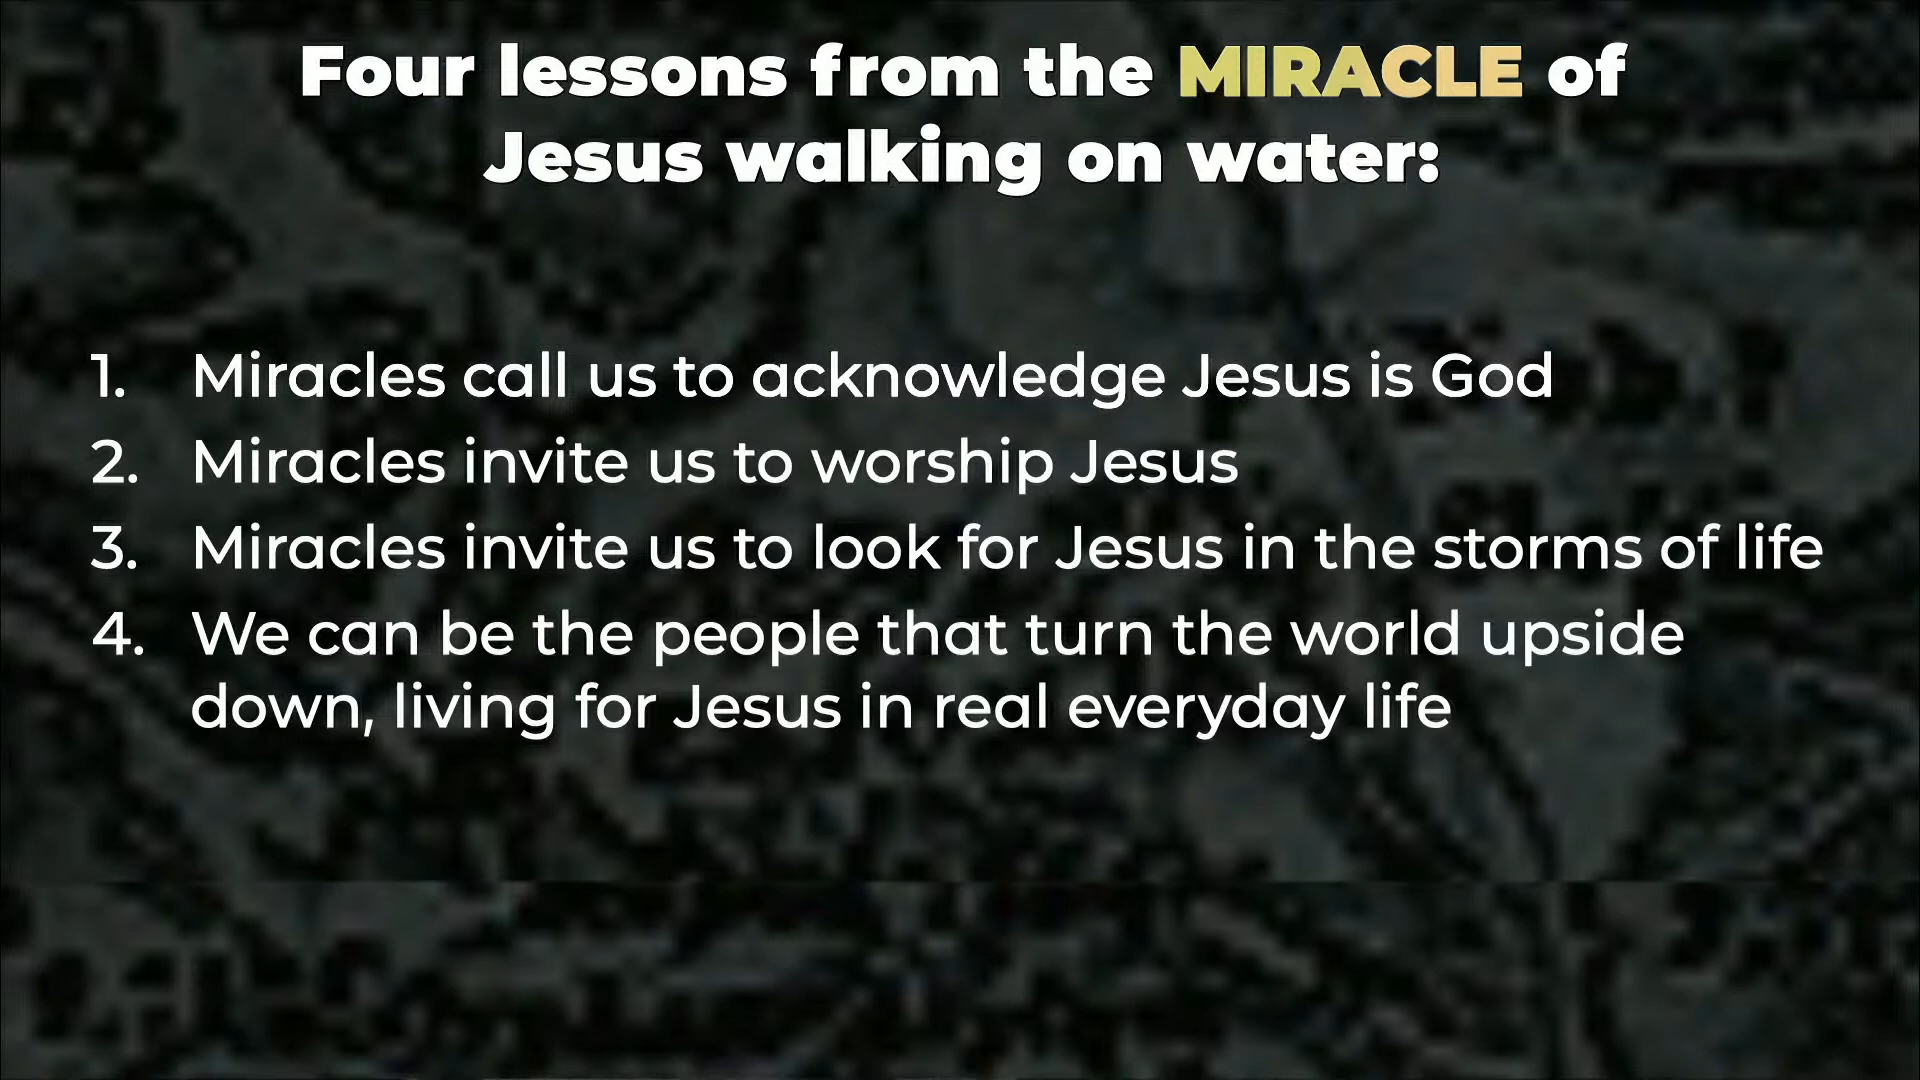 Four lessons from the MIRACLE of
Jesus walking on water:
1. Miracles call us to acknowledge Jesus is God
2. Miracles invite us to worship Jesus
3. Miracles invite us to look for Jesus in the storms of life
4. We can be the people that turn the world upside
down, living for Jesus in real everyday life